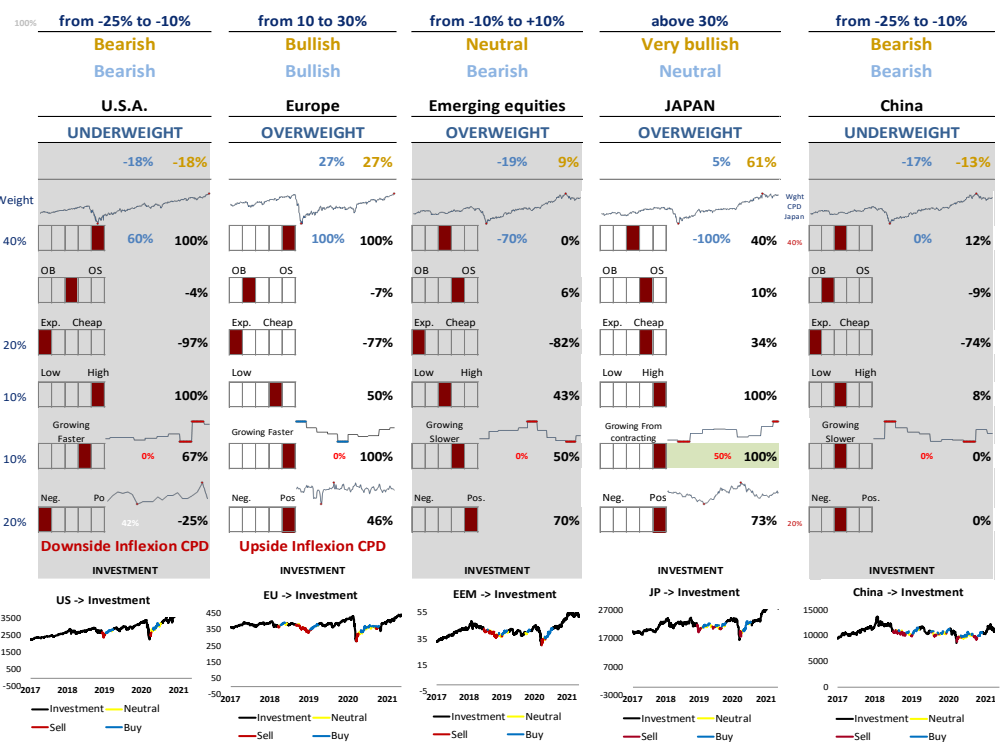 100% from -25% to -10% from 10 to 30% from -10% to +10% above 30% from -25% to -10%
Bearish Bullish Neutral Very bullish Bearish
Bearish Bullish Bearish Neutral Bearish
U.S.A. Europe Emerging equities JAPAN China
UNDERWEIGHT OVERWEIGHT OVERWEIGHT OVERWEIGHT UNDERWEIGHT
-18% -18% 27% 27% -19% 9% 5% 61% -17% -13%
Weight Wght
CPD
Japan
40% 60% 100% 100% 100% -70% 0% -100% 40% 40% 0% 12%
OB OS OB OS OB OS OB OS OB OS
-4% -7% 6% 10% -9%
Exp. Cheap Exp. Cheap Exp. Cheap Exp. Cheap Exp. Cheap
20% -97% -77% -82% 34% -74%
Low High Low Low High Low High Low High
10% 100% 50% 43% 100% 8%
Growing Growing Faster Growing Growing From Growing
Faster Slower contracting Slower
10% 0% 67% 0% 100% 0% 50% 50% 100% 0% 0%
Neg. Po Neg. Pos Neg. Pos. Neg. Pos Neg. Pos.
20% 42% -25% 46% 70% 73% 20% 0%
Downside Inflexion CPD Upside Inflexion CPD
INVESTMENT INVESTMENT INVESTMENT INVESTMENT INVESTMENT
US -> Investment EU -> Investment EEM -> Investment JP -> Investment China -> Investment
3500
2500
1500
500
-500
2017 2018 2019 2020 2021
Investment Neutral
Sell Buy
450
350
250
150
50
-50
2017 2018 2019 2020 2021
Investment Neutral
Sell Buy
55
35
15
-5
2017 2018 2019 2020 2021
Investment Neutral
Sell Buy
27000
17000
7000
-3000
2017 2018 2019 2020 2021
Investment Neutral
Sell Buy
15000
10000
5000
0
2017 2018 2019 2020 2021
Investment Neutral
Sell Buy